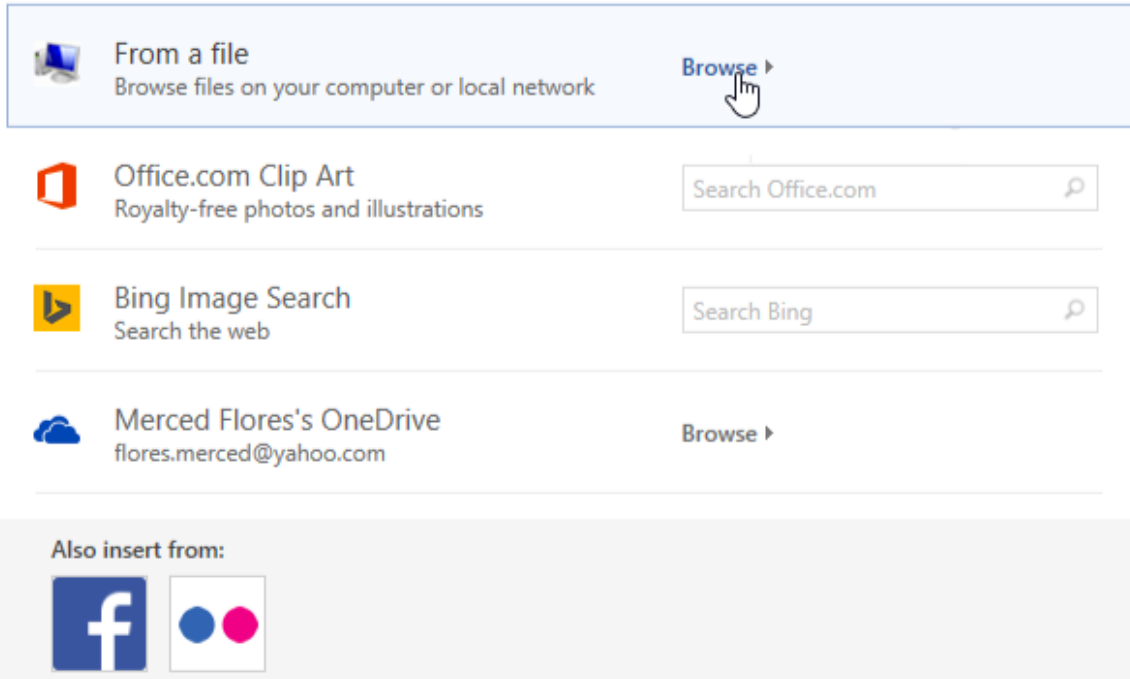 From a file
Browse files on your computer or local network
Browse
Office.com Clip Art
Royalty-free photos and illustrations
Search Office.com
Bing Image Search
Search the web
Search Bing
Merced Flores's OneDrive
flores.merced@yahoo.com
Browse
Also insert from:
f